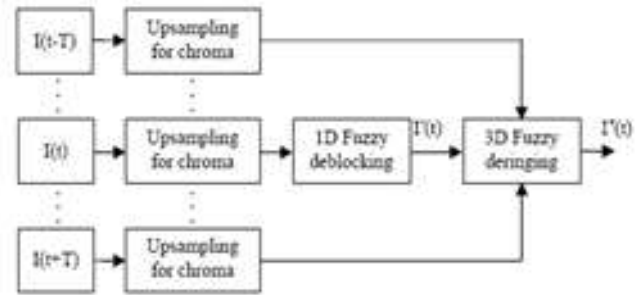 I(t-T)
Upsampling
for chroma
I(t)
Upsampling
for chroma
1D Fuzzy
deblocking
I'(t)
3D Fuzzy
deringing
I''(t)
I(t+T)
Upsampling
for chroma